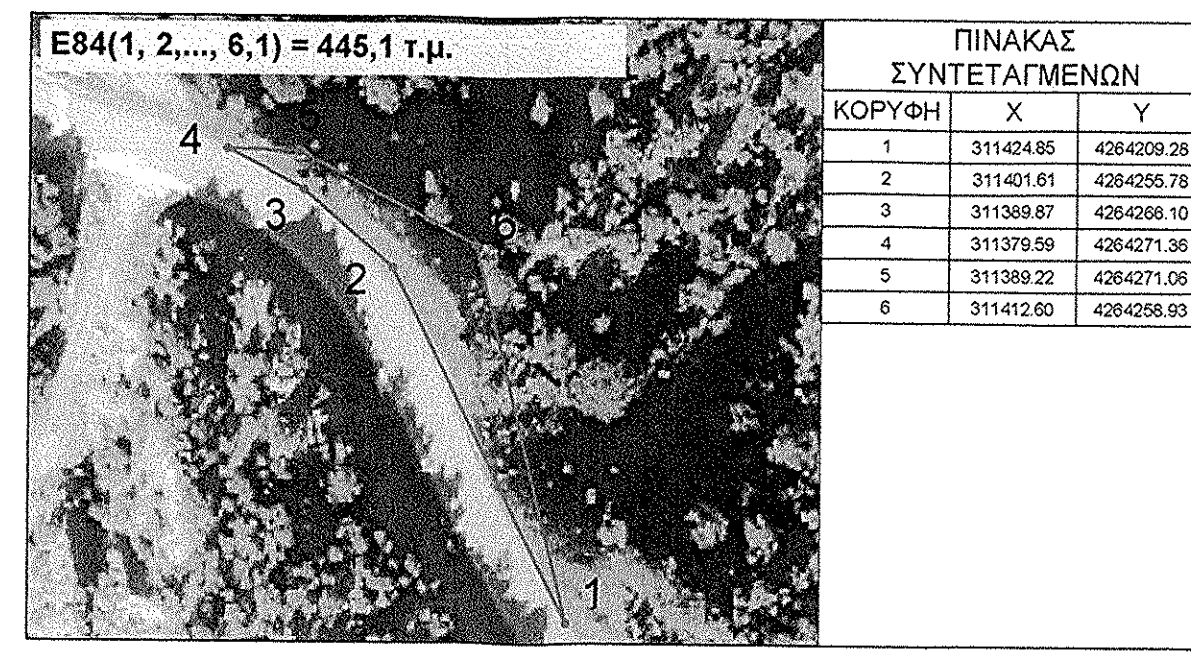 E84(1, 2,..., 6,1) = 445,1 τ.μ.
4
5
3
6
2
1
ΠΙΝΑΚΑΣ
ΣΥΝΤΕΤΑΓΜΕΝΩΝ
ΚΟΡΥΦΗ X Y
1 311424.85 4264209.28
2 311401.61 4264255.78
3 311389.87 4264266.10
4 311379.59 4264271.36
5 311389.22 4264271.06
6 311412.60 4264258.93